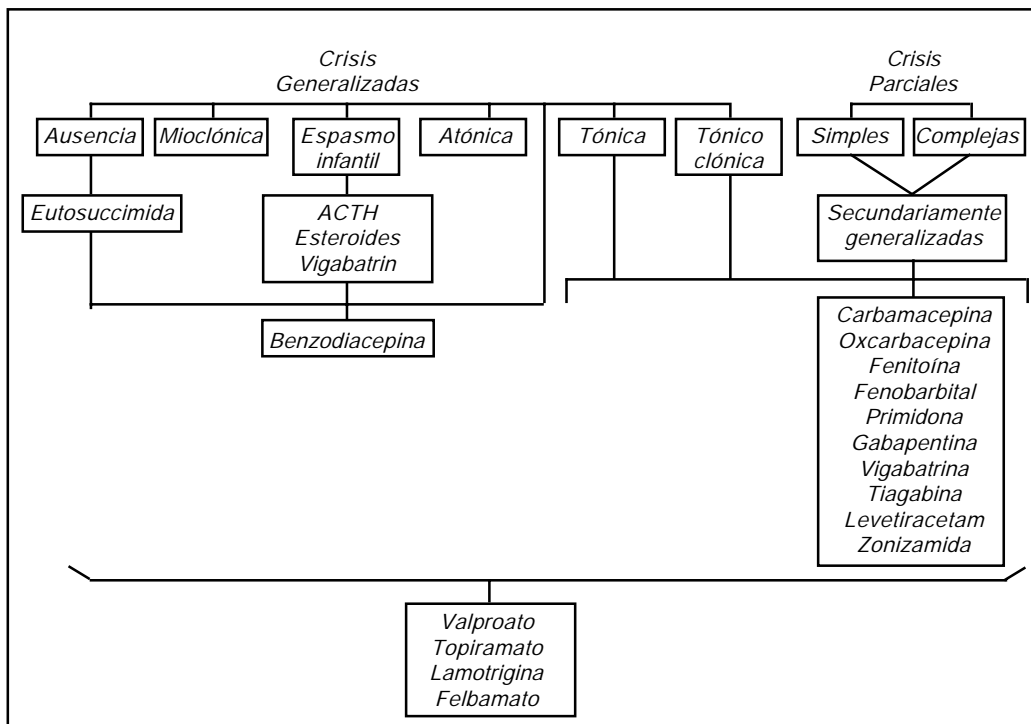 Crisis
Generalizadas
Crisis
Parciales
Ausencia
Mioclónica
Espasmo
infantil
Atónica
Tónica
Tónico
clónica
Simples
Complejas
Eutosuccimida
ACTH
Esteroides
Vigabatrin
Secundariamente
generalizadas
Benzodiacepina
Carbamacepina
Oxcarbacepina
Fenitoína
Fenobarbital
Primidona
Gabapentina
Vigabatrina
Tiagabina
Levetiracetam
Zonizamida
Valproato
Topiramato
Lamotrigina
Felbamato